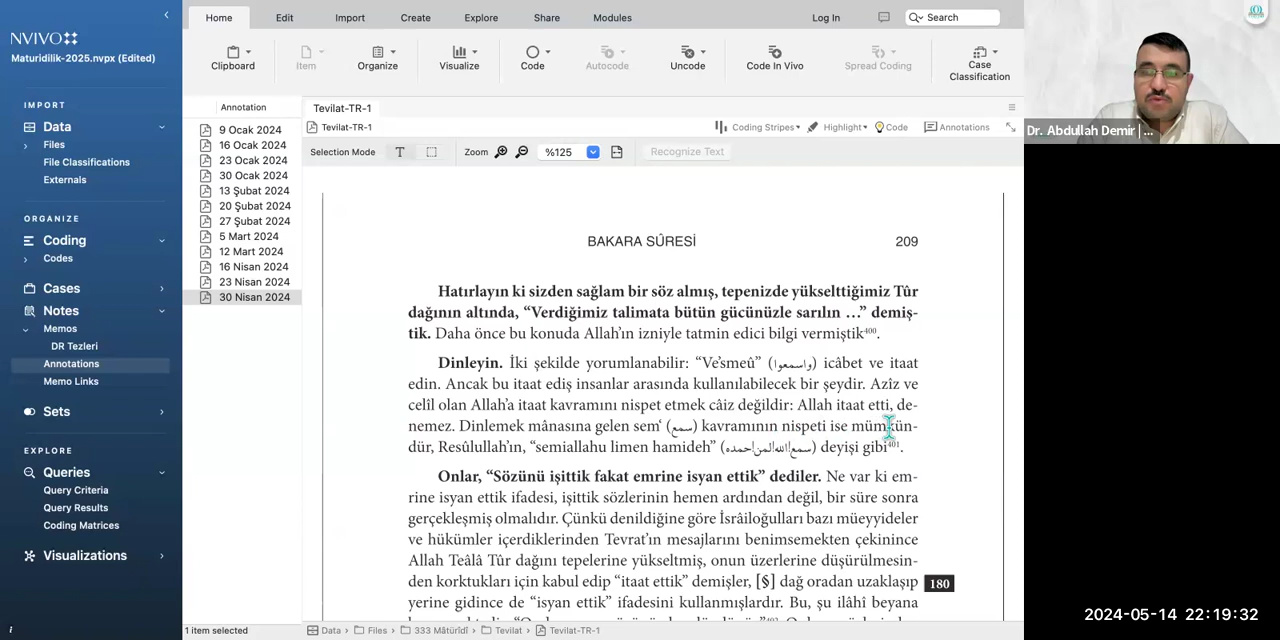 Home Edit Import Create Explore Share Modules Log In Search
NVIVO
Maturidilik-2025.nvpx (Edited)
Clipboard Item Organize Visualize Code Autocode Uncode Code In Vivo Spread Coding Case
Classification
IMPORT
Data
Files
File Classifications
Externals
ORGANIZE
Coding
Codes
Cases
Notes
Memos
DR Tezleri
Annotations
Memo Links
Sets
EXPLORE
Queries
Query Criteria
Query Results
Coding Matrices
Visualizations
1 item selected
Annotation
9 Ocak 2024
16 Ocak 2024
23 Ocak 2024
30 Ocak 2024
13 Şubat 2024
20 Şubat 2024
27 Şubat 2024
5 Mart 2024
12 Mart 2024
16 Nisan 2024
23 Nisan 2024
30 Nisan 2024
Tevilat-TR-1
Tevilat-TR-1 Coding Stripes Highlight Code Annotations
Selection Mode T Zoom %125 Recognize Text
BAKARA SÛRESİ 209
Hatırlayın ki sizden sağlam bir söz almış, tepenizde yükselttiğimiz Tûr
dağının altında, “Verdiğimiz talimata bütün gücünüzle sarılın ...” demiş-
tik. Daha önce bu konuda Allah’ın izniyle tatmin edici bilgi vermiştik400.
Dinleyin. İki şekilde yorumlanabilir: “Ve’smeû” (واسمعوا) icâbet ve itaat
edin. Ancak bu itaat ediş insanlar arasında kullanılabilecek bir şeydir. Azîz ve
celîl olan Allah’a itaat kavramını nispet etmek câiz değildir: Allah itaat etti, de-
nemez. Dinlemek mânasına gelen sem‘ (سمع) kavramının nispeti ise mümkün-
dür, Resûlullah’ın, “semiallahu limen hamideh” (سمع الله لمن حمده) deyişi gibi401.
Onlar, “Sözünü işittik fakat emrine isyan ettik” dediler. Ne var ki em-
rine isyan ettik ifadesi, işittik sözlerinin hemen ardından değil, bir süre sonra
gerçekleşmiş olmalıdır. Çünkü denildiğine göre İsrâiloğulları bazı müeyyideler
ve hükümler içerdiklerinden Tevrat’ın mesajlarını benimsemekten çekinince
Allah Teâlâ Tûr dağını tepelerine yükseltmiş, onun üzerlerine düşürülmesin-
den korktukları için kabul edip “itaat ettik” demişler, [§] dağ oradan uzaklaşıp 180
yerine gidince de “isyan ettik” ifadesini kullanmışlardır. Bu, şu ilâhî beyana
Data Files 333 Mâtürîdî Tevilat Tevilat-TR-1
Dr. Abdullah Demir | ...
2024-05-14 22:19:32